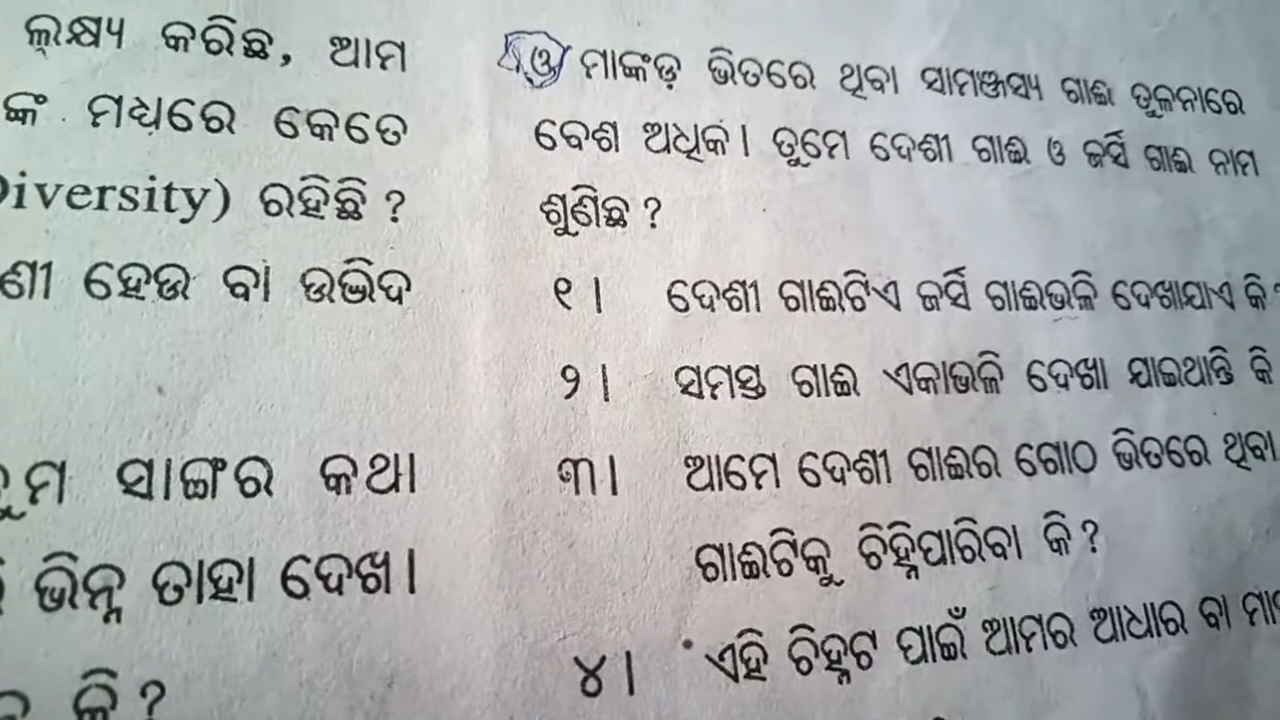 ଲକ୍ଷ୍ୟ କରିଛ, ଆମ
ଙ୍କ ମଧ୍ୟରେ କେତେ
Diversity) ରହିଛି ?
ଣୀ ହେଉ ବା ଉଦ୍ଭିଦ
ତୁମ ସାଙ୍ଗର କଥା
ଭିନ୍ନ ତାହା ଦେଖ।
କି ?
ଓ ମାଙ୍କଡ଼ ଭିତରେ ଥିବା ସାମଞ୍ଜସ୍ୟ ଗାଈ ତୁଳନାରେ
ବେଶ ଅଧିକ। ତୁମେ ଦେଶୀ ଗାଈ ଓ ଜର୍ସି ଗାଈ ନାମ
ଶୁଣିଛ ?
୧। ଦେଶୀ ଗାଈଟିଏ ଜର୍ସି ଗାଈଭଳି ଦେଖାଯାଏ କି
୨। ସମସ୍ତ ଗାଈ ଏକାଭଳି ଦେଖା ଯାଇଥାନ୍ତି କି
୩। ଆମେ ଦେଶୀ ଗାଈର ଗୋଠ ଭିତରେ ଥିବା
ଗାଈଟିକୁ ଚିହ୍ନିପାରିବା କି ?
୪। ଏହି ଚିହ୍ନଟ ପାଇଁ ଆମର ଆଧାର ବା